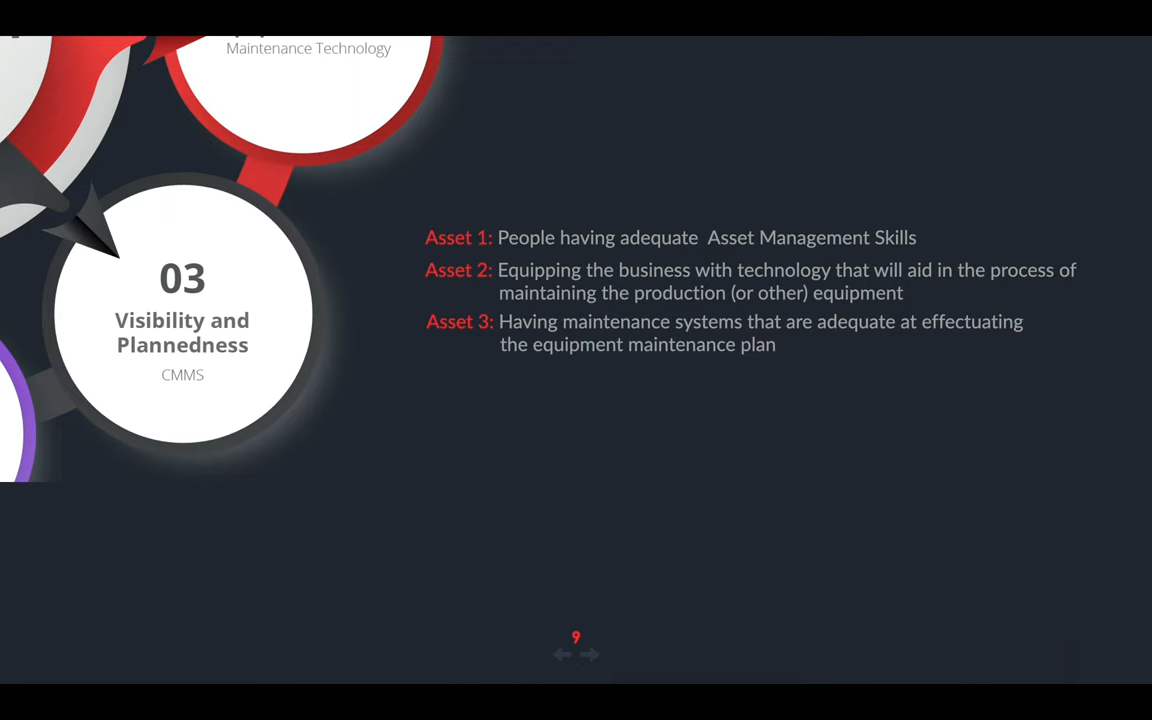 Maintenance Technology
03
Visibility and
Plannedness
CMMS
Asset 1: People having adequate  Asset Management Skills
Asset 2: Equipping the business with technology that will aid in the process of
maintaining the production (or other) equipment
Asset 3: Having maintenance systems that are adequate at effectuating
the equipment maintenance plan
9